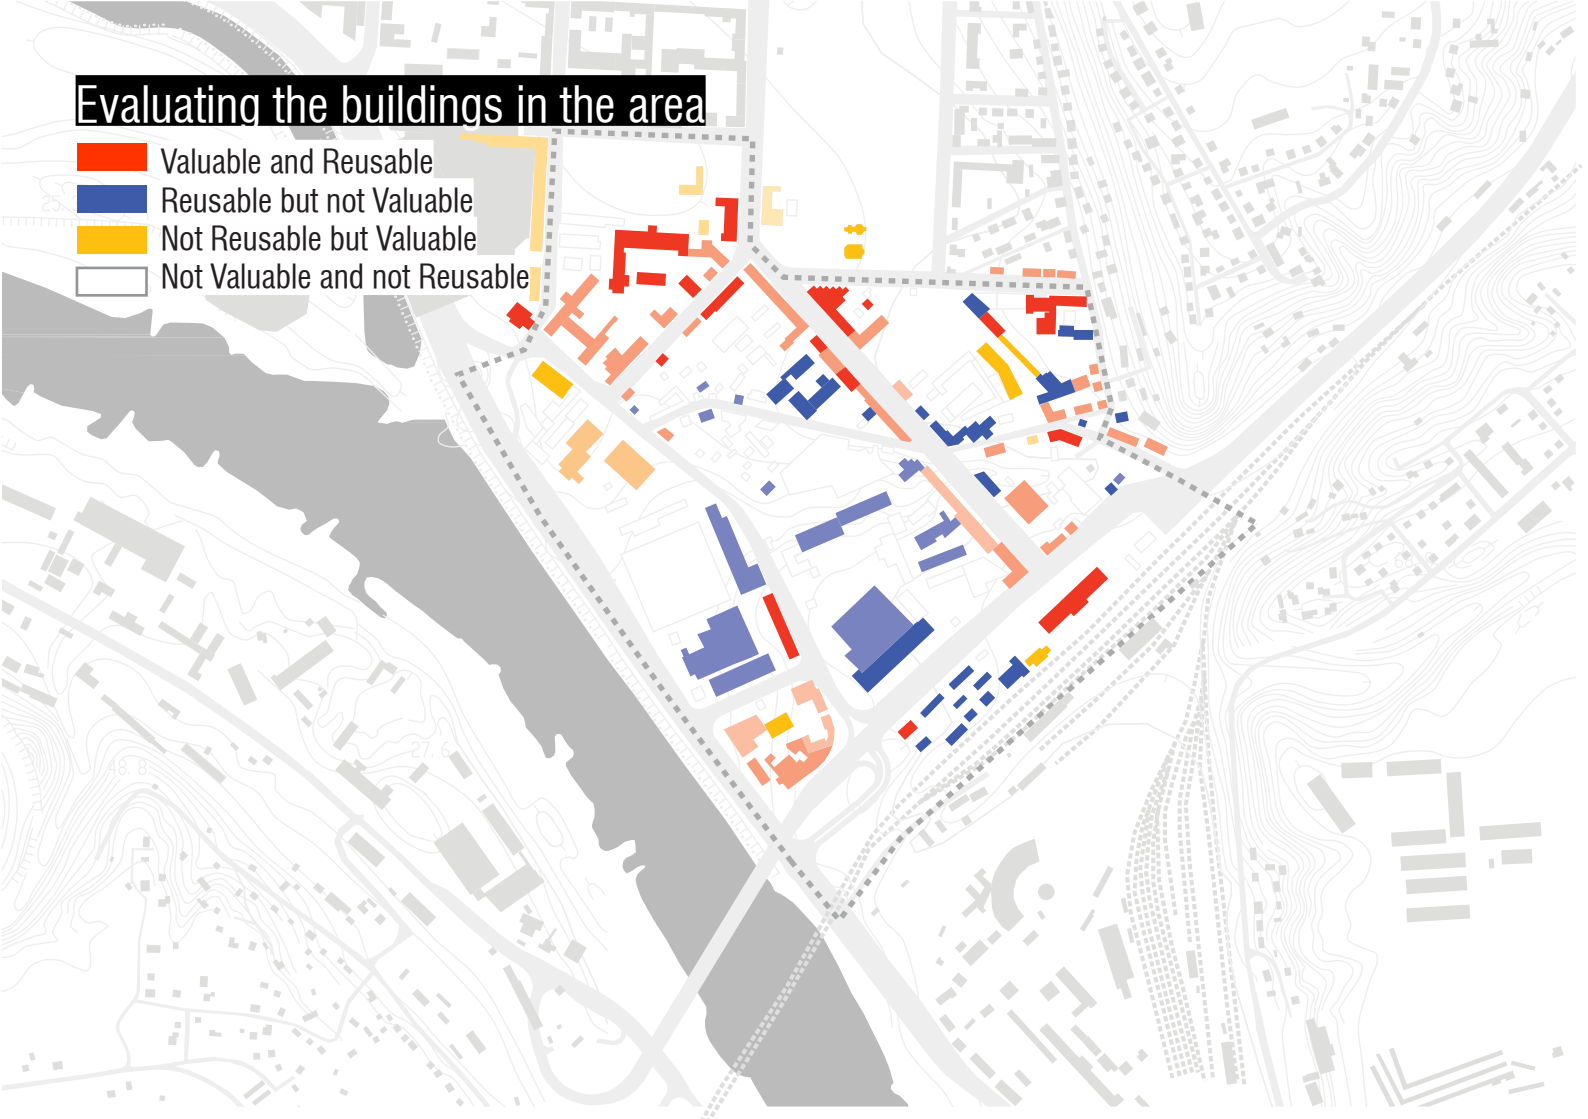 Evaluating the buildings in the area
Valuable and Reusable
Reusable but not Valuable
Not Reusable but Valuable
Not Valuable and not Reusable